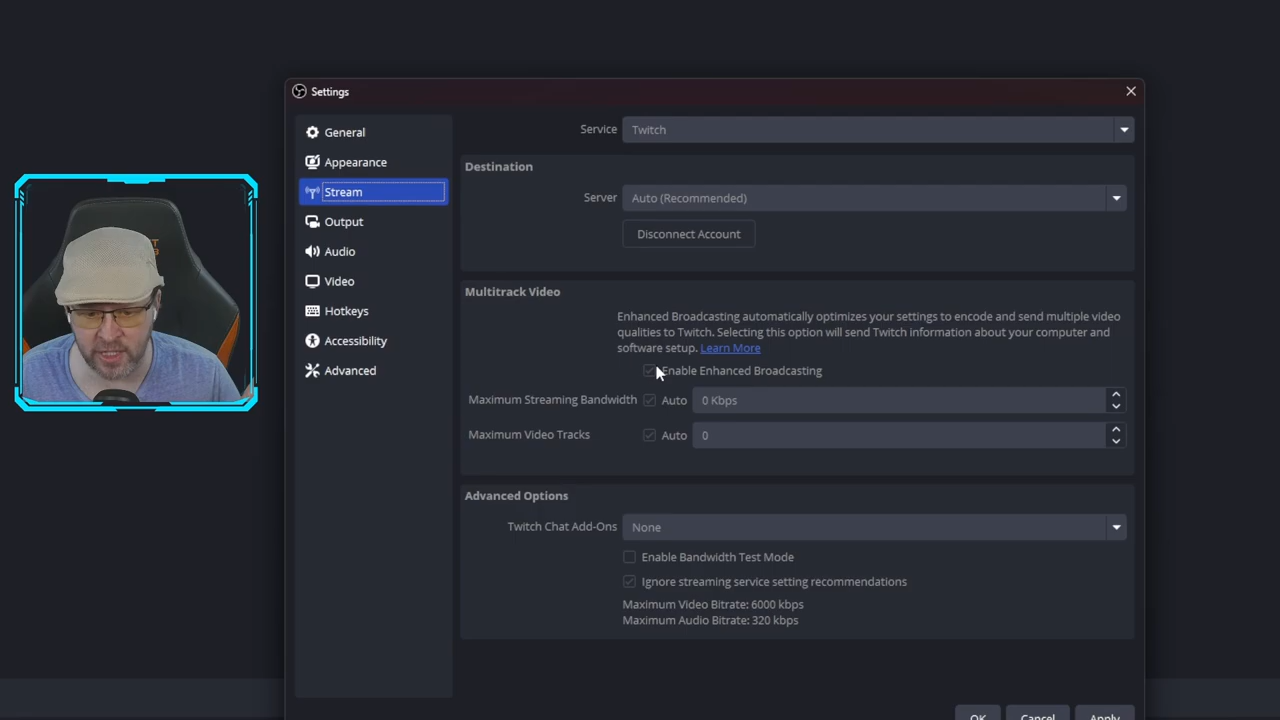 Settings
General
Appearance
Stream
Output
Audio
Video
Hotkeys
Accessibility
Advanced
Service Twitch
Destination
Server Auto (Recommended)
Disconnect Account
Multitrack Video
Enhanced Broadcasting automatically optimizes your settings to encode and send multiple video
qualities to Twitch. Selecting this option will send Twitch information about your computer and
software setup. Learn More
Enable Enhanced Broadcasting
Maximum Streaming Bandwidth Auto 0 Kbps
Maximum Video Tracks Auto 0
Advanced Options
Twitch Chat Add-Ons None
Enable Bandwidth Test Mode
Ignore streaming service setting recommendations
Maximum Video Bitrate: 6000 kbps
Maximum Audio Bitrate: 320 kbps
OK Cancel Apply